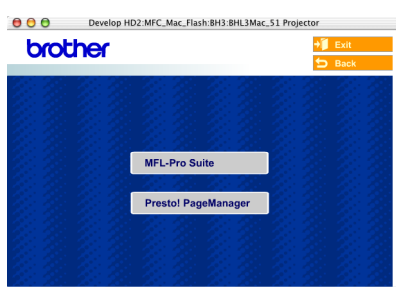 Develop HD2:MFC_Mac_Flash:BH3:BHL3Mac_51 Projector
brother
Exit
Back
MFL-Pro Suite
Presto! PageManager